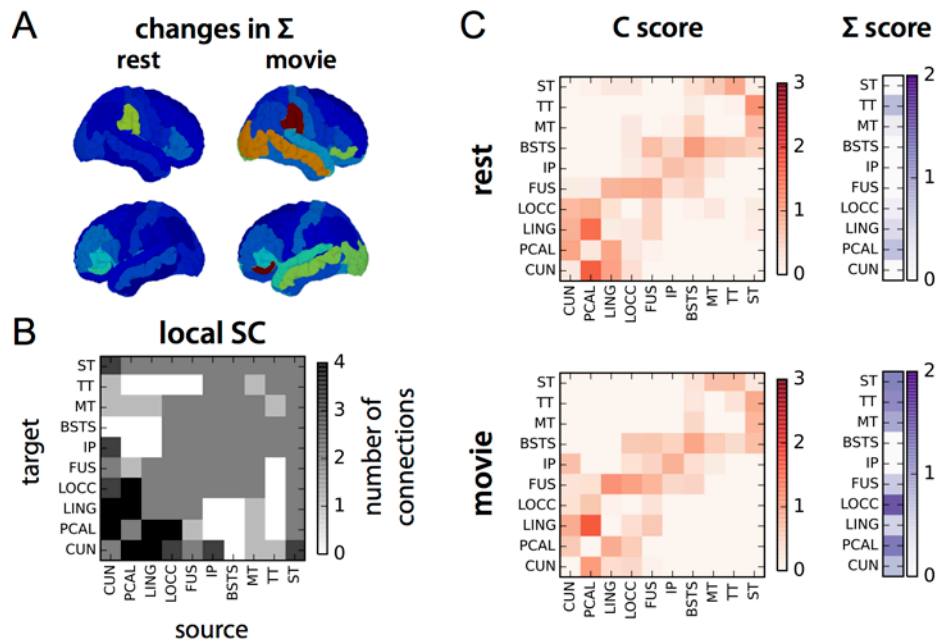 A
changes in Σ
rest
movie
B
local SC
target
ST
TT
MT
BSTS
IP
FUS
LOCC
LING
PCAL
CUN
CUN
PCAL
LING
LOCC
FUS
IP
BSTS
MT
TT
ST
source
4
3
2
1
0
number of
connections
C
C score
Σ score
rest
ST
TT
MT
BSTS
IP
FUS
LOCC
LING
PCAL
CUN
CUN
PCAL
LING
LOCC
FUS
IP
BSTS
MT
TT
ST
3
2
1
0
ST
TT
MT
BSTS
IP
FUS
LOCC
LING
PCAL
CUN
2
1
0
movie
ST
TT
MT
BSTS
IP
FUS
LOCC
LING
PCAL
CUN
CUN
PCAL
LING
LOCC
FUS
IP
BSTS
MT
TT
ST
3
2
1
0
ST
TT
MT
BSTS
IP
FUS
LOCC
LING
PCAL
CUN
2
1
0